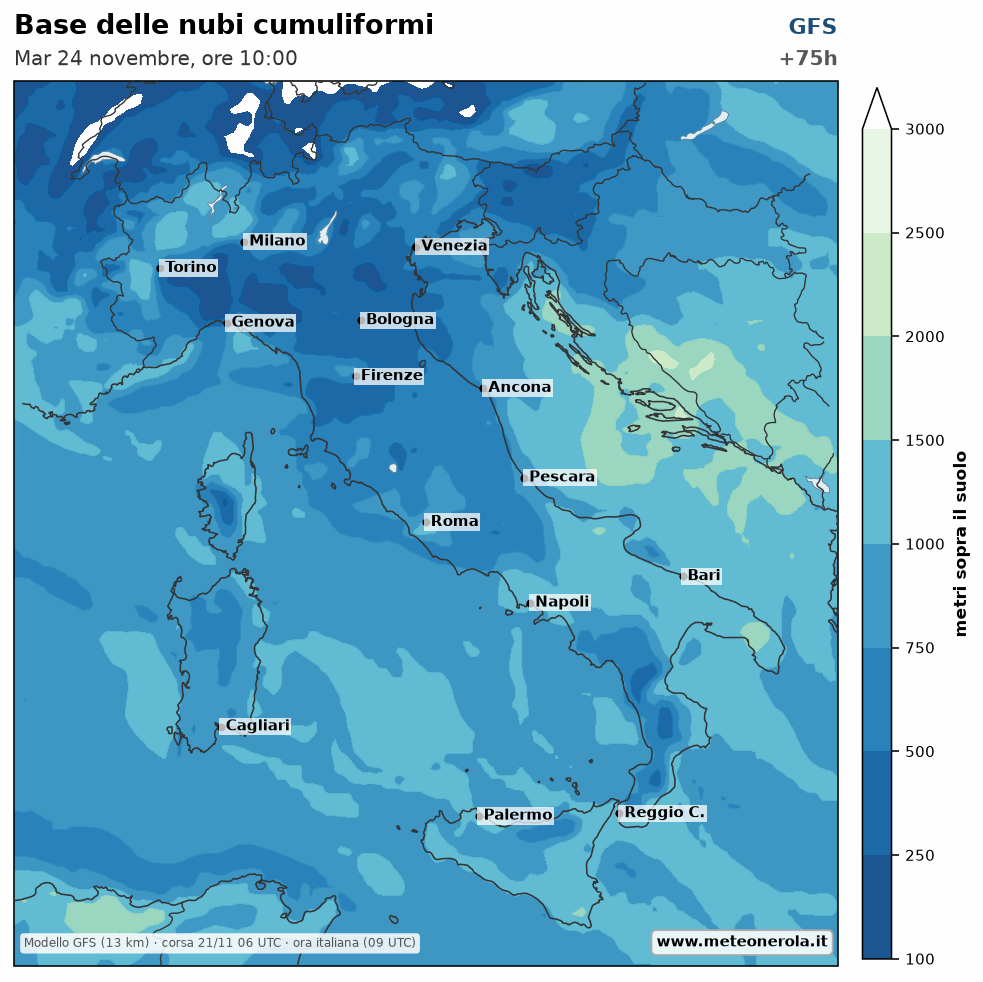 Base delle nubi cumuliformi
GFS
Mar 24 novembre, ore 10:00
+75h
3000
2500
2000
1500
1000
750
500
250
100
metri sopra il suolo
Milano
Venezia
Torino
Genova
Bologna
Firenze
Ancona
Pescara
Roma
Bari
Napoli
Cagliari
Palermo
Reggio C.
Modello GFS (13 km) · corsa 21/11 06 UTC · ora italiana (09 UTC)
www.meteonerola.it